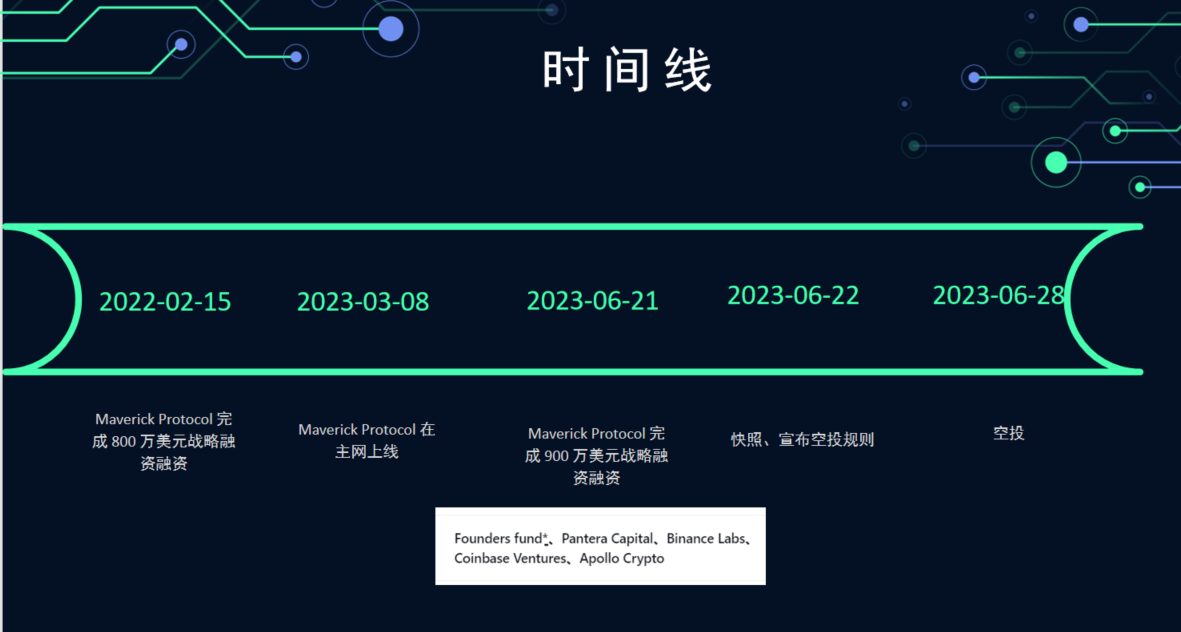 时间线
2022-02-15
2023-03-08
2023-06-21
2023-06-22
2023-06-28
Maverick Protocol 完
成 800 万美元战略融
资融资
Maverick Protocol 在
主网上线
Maverick Protocol 完
成 900 万美元战略融
资融资
快照、宣布空投规则
空投
Founders fund*、Pantera Capital、Binance Labs、
Coinbase Ventures、Apollo Crypto